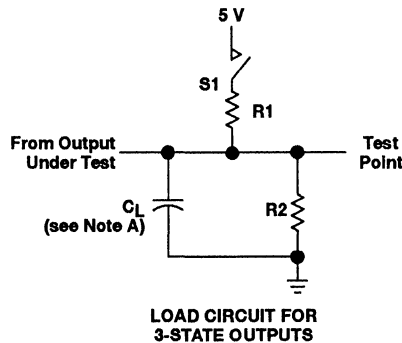 5 V
S1
R1
From Output
Under Test
Test
Point
CL
(see Note A)
R2
LOAD CIRCUIT FOR
3-STATE OUTPUTS